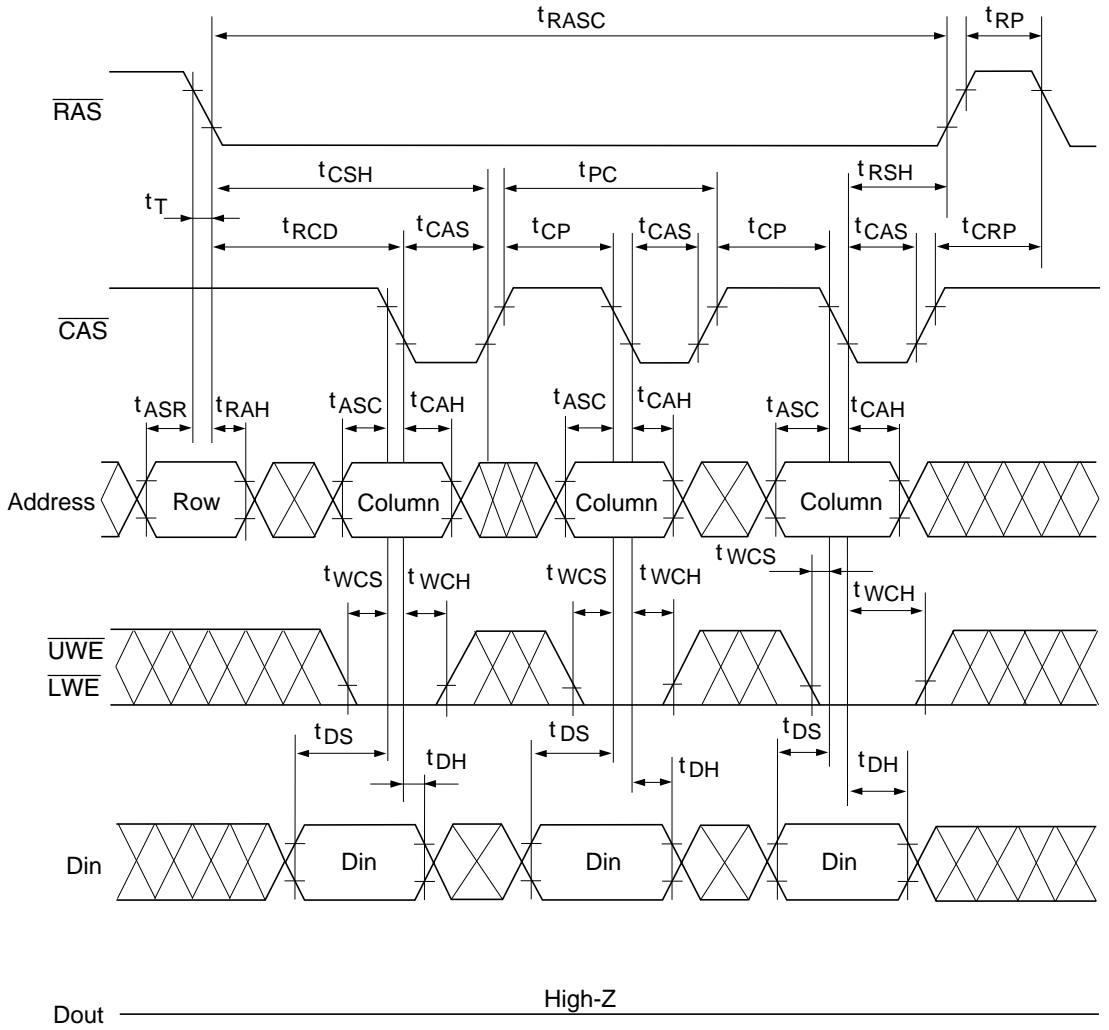 tRASC tRP
RAS
tCSH tPC tRSH
tT
tRCD tCAS tCP tCAS tCP tCAS tCRP
CAS
tASR tRAH tASC tCAH tASC tCAH tASC tCAH
Address Row Column Column Column
tWCS tWCH tWCS tWCH tWCS tWCH
UWE
LWE
tDS tDH tDS tDH tDS tDH
Din Din Din Din
High-Z
Dout